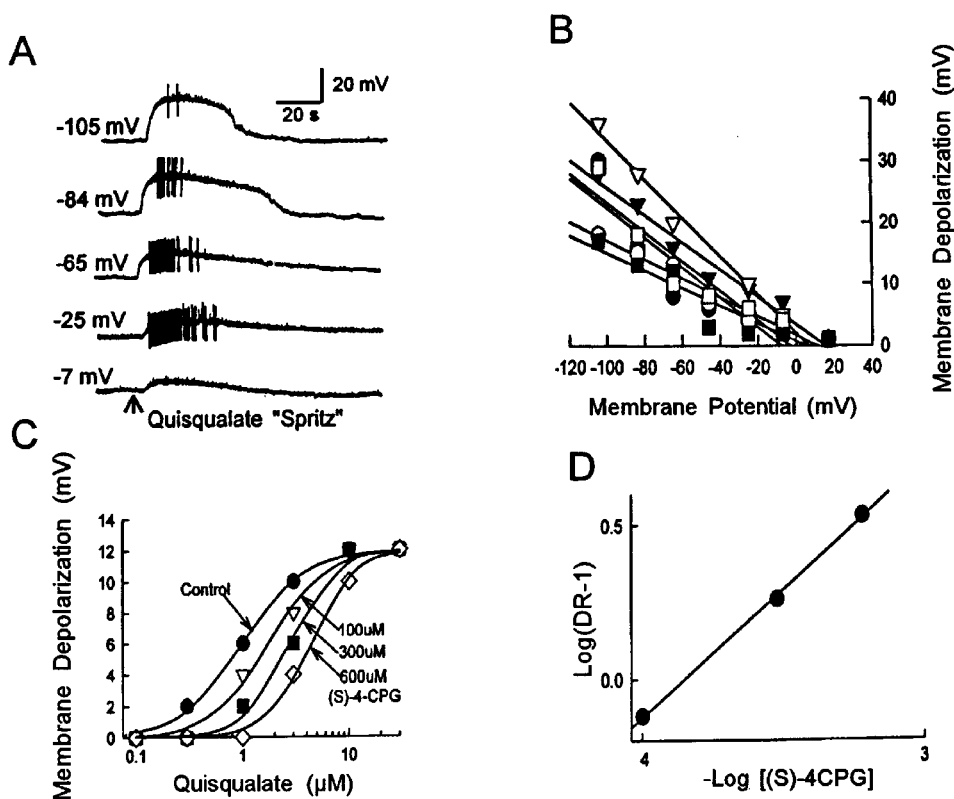 A
20 mV
20 s
-105 mV
-84 mV
-65 mV
-25 mV
-7 mV
Quisqualate "Spritz"
B
Membrane Depolarization (mV)
40
30
20
10
0
-120 -100 -80 -60 -40 -20 0 20 40
Membrane Potential (mV)
C
Membrane Depolarization (mV)
14
12
10
8
6
4
2
0
Control
100uM
300uM
600uM
(S)-4-CPG
0.1 1 10
Quisqualate (µM)
D
Log(DR-1)
0.5
0.0
4 3
-Log [(S)-4CPG]